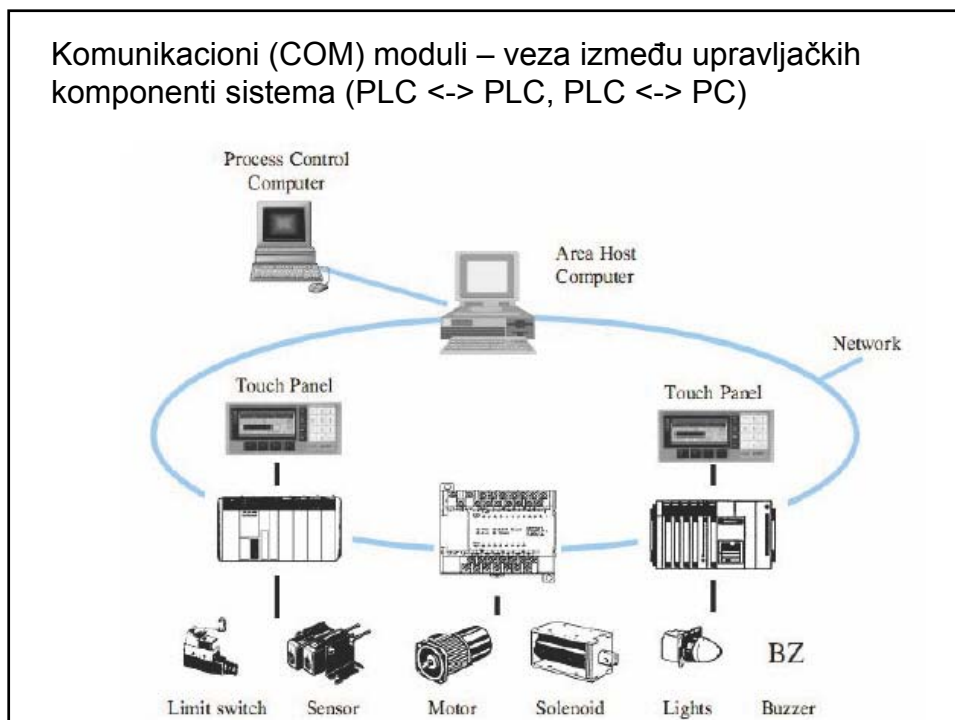 Komunikacioni (COM) moduli – veza između upravljačkih
komponenti sistema (PLC <-> PLC, PLC <-> PC)
Process Control
Computer
Area Host
Computer
Network
Touch Panel
Touch Panel
Limit switch
Sensor
Motor
Solenoid
Lights
BZ
Buzzer